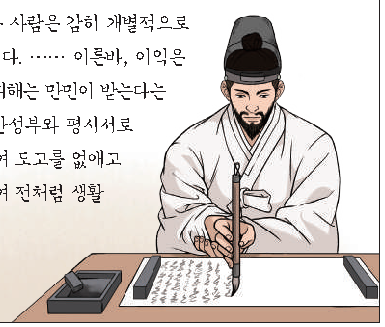 사람은 감히 개별적으로
다. …… 이른바, 이익은
피해는 만민이 받는다는
한성부와 평시서로
여 도고를 없애고
여 전처럼 생활